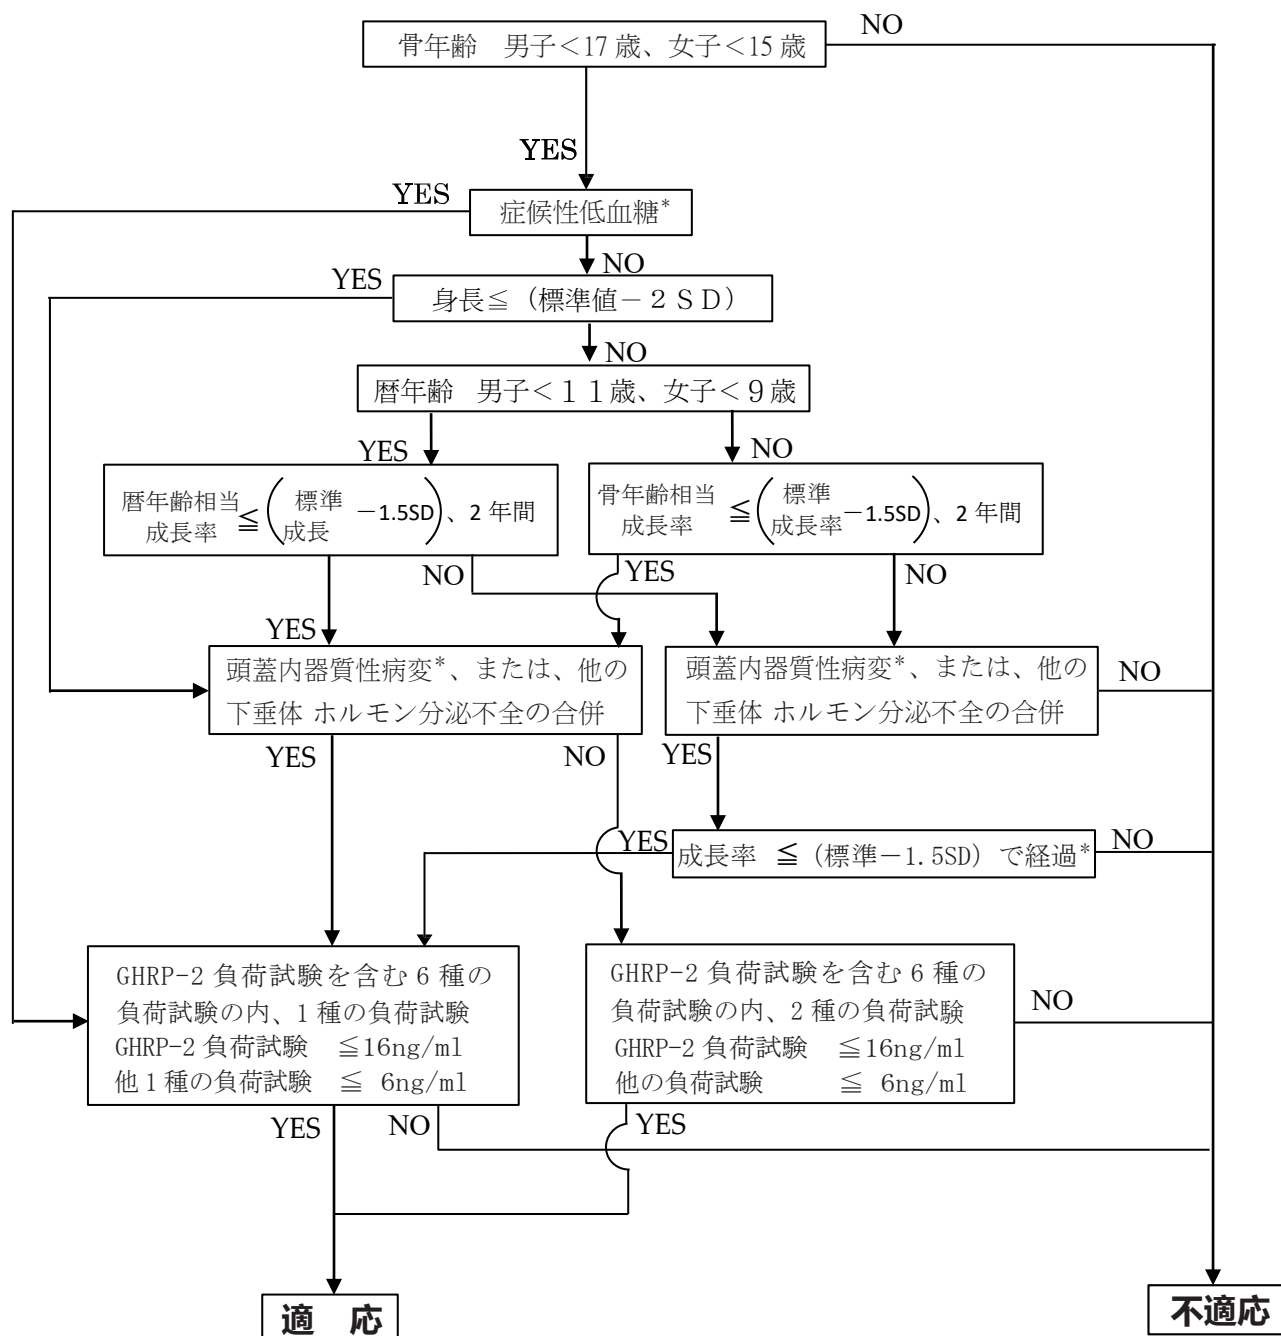 骨年齢　男子＜17 歳、女子＜15 歳
NO
YES
YES
症候性低血糖*
NO
YES
身長≦（標準値－２ＳＤ）
NO
暦年齢　男子＜１１歳、女子＜９歳
YES
NO
暦年齢相当
成長率 ≦ (標準成長 －1.5SD)、2 年間
骨年齢相当
成長率 ≦ (標準成長率－1.5SD)、2 年間
NO
YES
NO
YES
頭蓋内器質性病変*、または、他の
下垂体 ホルモン分泌不全の合併
頭蓋内器質性病変*、または、他の
下垂体 ホルモン分泌不全の合併
NO
YES
NO
YES
YES
成長率 ≦（標準－1.5SD）で経過*
NO
GHRP-2 負荷試験を含む 6 種の
負荷試験の内、1 種の負荷試験
GHRP-2 負荷試験　≦16ng/ml
他 1 種の負荷試験　≦ 6ng/ml
GHRP-2 負荷試験を含む 6 種の
負荷試験の内、2 種の負荷試験
GHRP-2 負荷試験　≦16ng/ml
他の負荷試験　　　≦ 6ng/ml
NO
YES
NO
YES
適　応
不適応